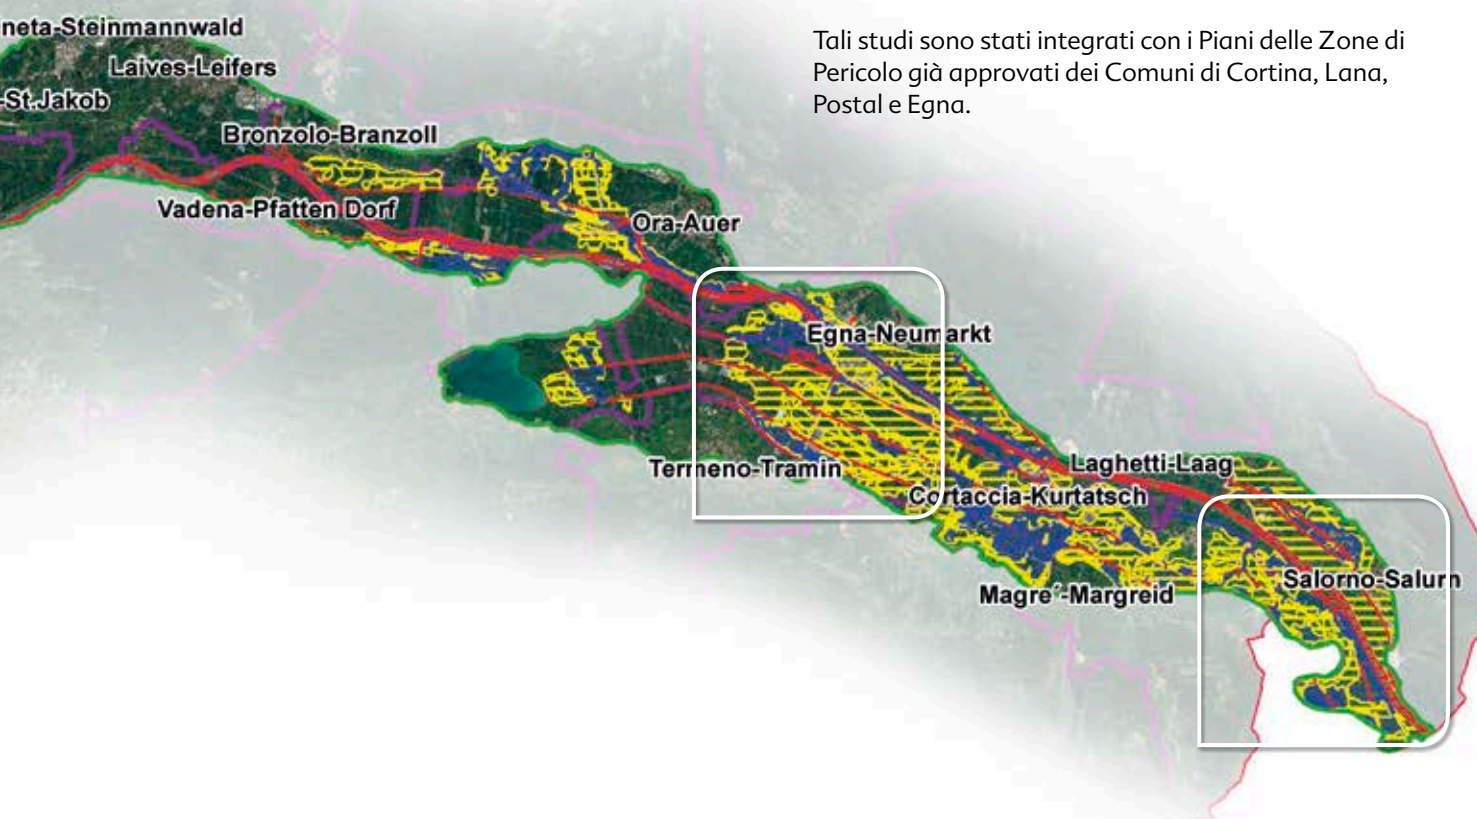 Tali studi sono stati integrati con i Piani delle Zone di
Pericolo già approvati dei Comuni di Cortina, Lana,
Postal e Egna.
neta-Steinmannwald
Laives-Leifers
-St.Jakob
Bronzolo-Branzoll
Vadena-Pfatten Dorf
Ora-Auer
Egna-Neumarkt
Termeno-Tramin
Laghetti-Laag
Cortaccia-Kurtatsch
Salorno-Salurn
Magre´-Margreid